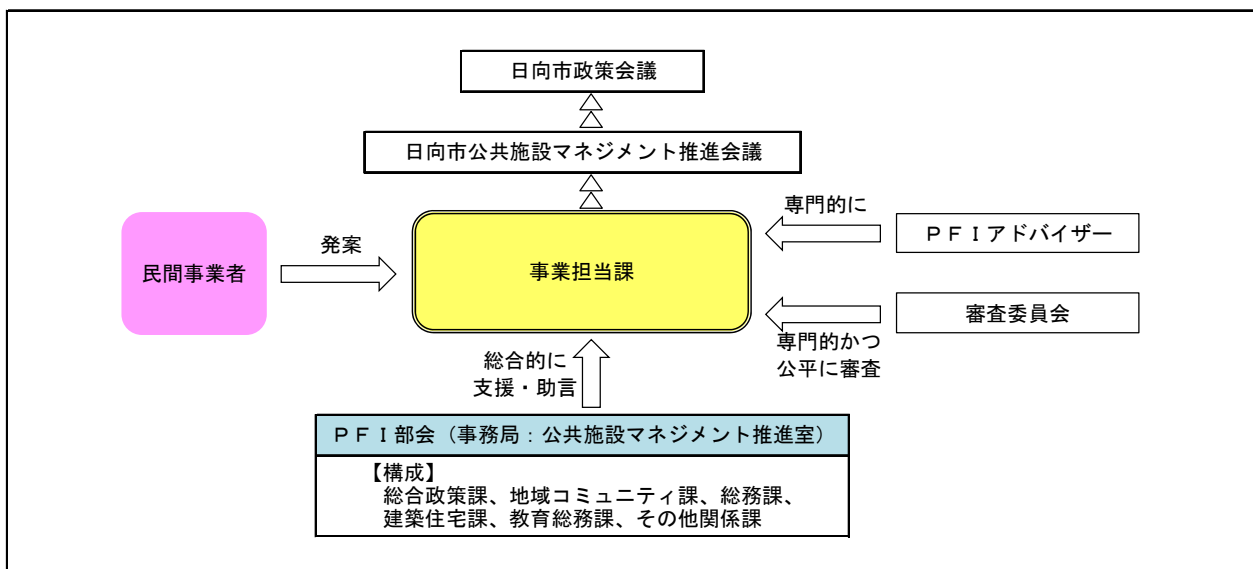 日向市政策会議
日向市公共施設マネジメント推進会議
民間事業者
発案
事業担当課
専門的に
ＰＦＩアドバイザー
審査委員会
専門的かつ
公平に審査
総合的に
支援・助言
ＰＦＩ部会（事務局：公共施設マネジメント推進室）
【構成】
総合政策課、地域コミュニティ課、総務課、
建築住宅課、教育総務課、その他関係課